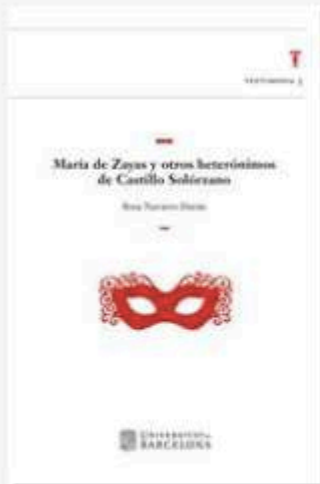 María de Zayas y otros heterónimos
de Castillo Solórzano
Rosa Navarro Durán
UNIVERSITAT DE
BARCELONA